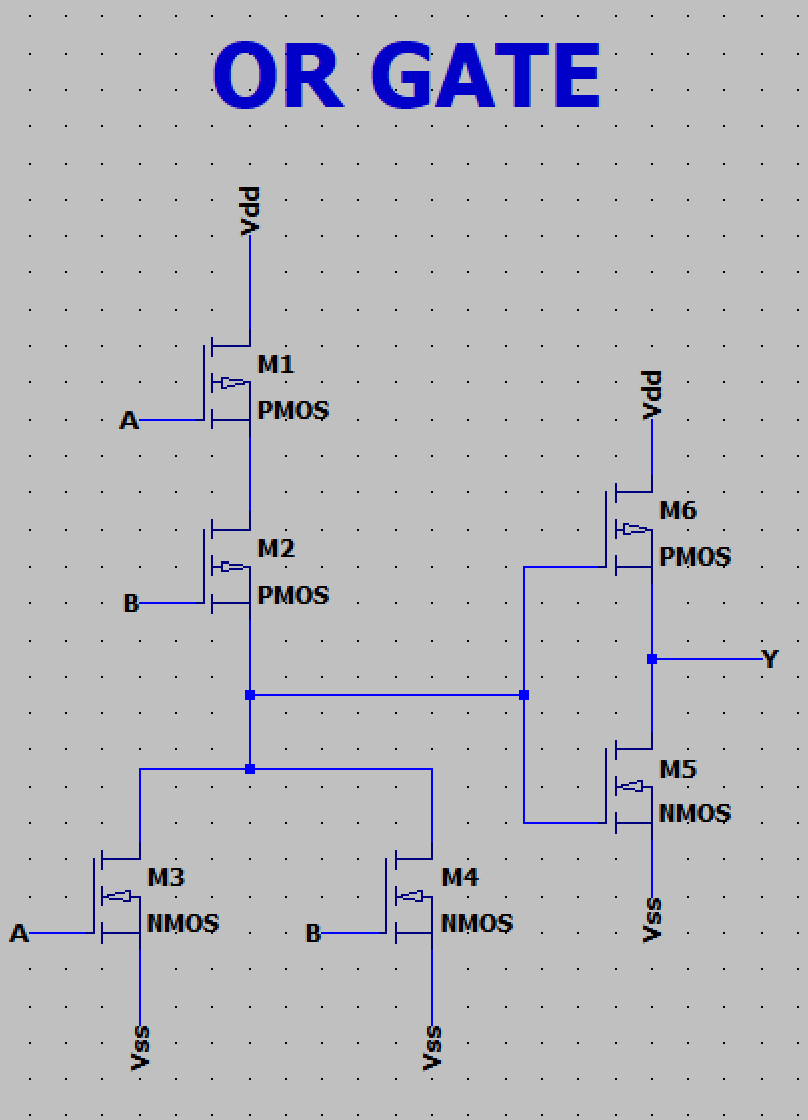 OR GATE
Vdd
M1
A
PMOS
Vdd
M6
PMOS
M2
B
PMOS
Y
M5
NMOS
M3
A
NMOS
M4
B
NMOS
Vss
Vss
Vss